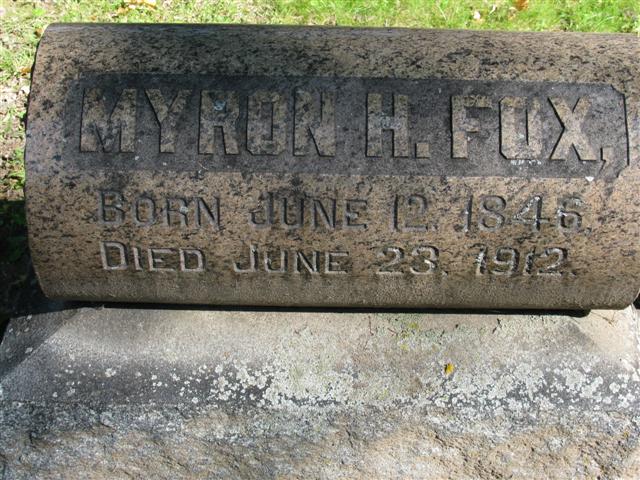 MYRON H. FOX,
BORN JUNE 12, 1846,
DIED JUNE 23, 1912.